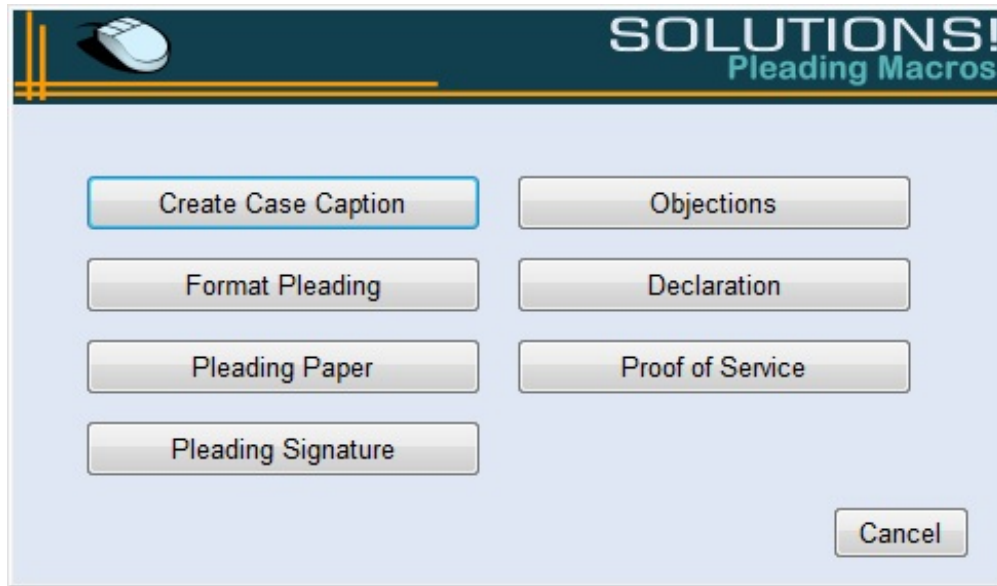 SOLUTIONS!
Pleading Macros
Create Case Caption
Objections
Format Pleading
Declaration
Pleading Paper
Proof of Service
Pleading Signature
Cancel